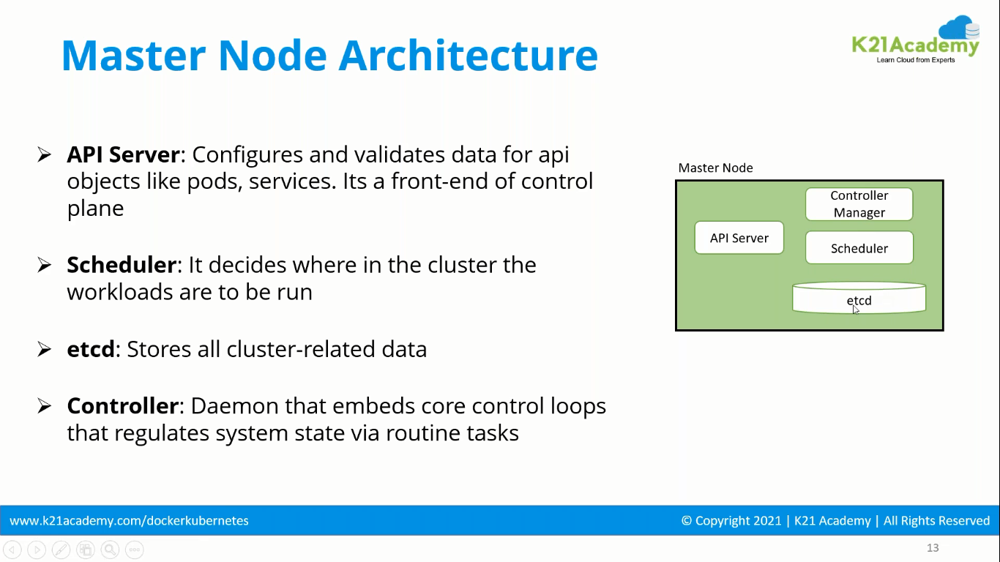 Master Node Architecture
K21Academy
Learn Cloud from Experts
➢ API Server: Configures and validates data for api
objects like pods, services. Its a front-end of control
plane
➢ Scheduler: It decides where in the cluster the
workloads are to be run
➢ etcd: Stores all cluster-related data
➢ Controller: Daemon that embeds core control loops
that regulates system state via routine tasks
Master Node
Controller
Manager
API Server
Scheduler
etcd
www.k21academy.com/dockerkubernetes
© Copyright 2021 | K21 Academy | All Rights Reserved
13